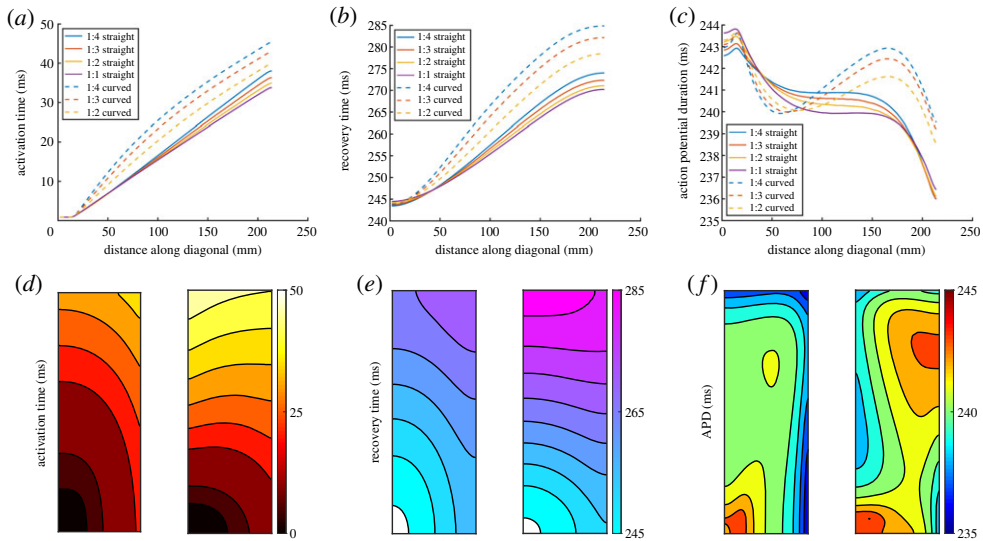 (a)
50
40
30
20
10
activation time (ms)
1:4 straight
1:3 straight
1:2 straight
1:1 straight
1:4 curved
1:3 curved
1:2 curved
0
50
100
150
200
250
distance along diagonal (mm)
(b)
285
280
275
270
265
260
255
250
245
240
recovery time (ms)
1:4 straight
1:3 straight
1:2 straight
1:1 straight
1:4 curved
1:3 curved
1:2 curved
0
50
100
150
200
250
distance along diagonal (mm)
(c)
244
243
242
241
240
239
238
237
236
235
action potential duration (ms)
1:4 straight
1:3 straight
1:2 straight
1:1 straight
1:4 curved
1:3 curved
1:2 curved
0
50
100
150
200
250
distance along diagonal (mm)
(d)
activation time (ms)
50
25
0
(e)
recovery time (ms)
285
265
245
(f)
APD (ms)
245
240
235